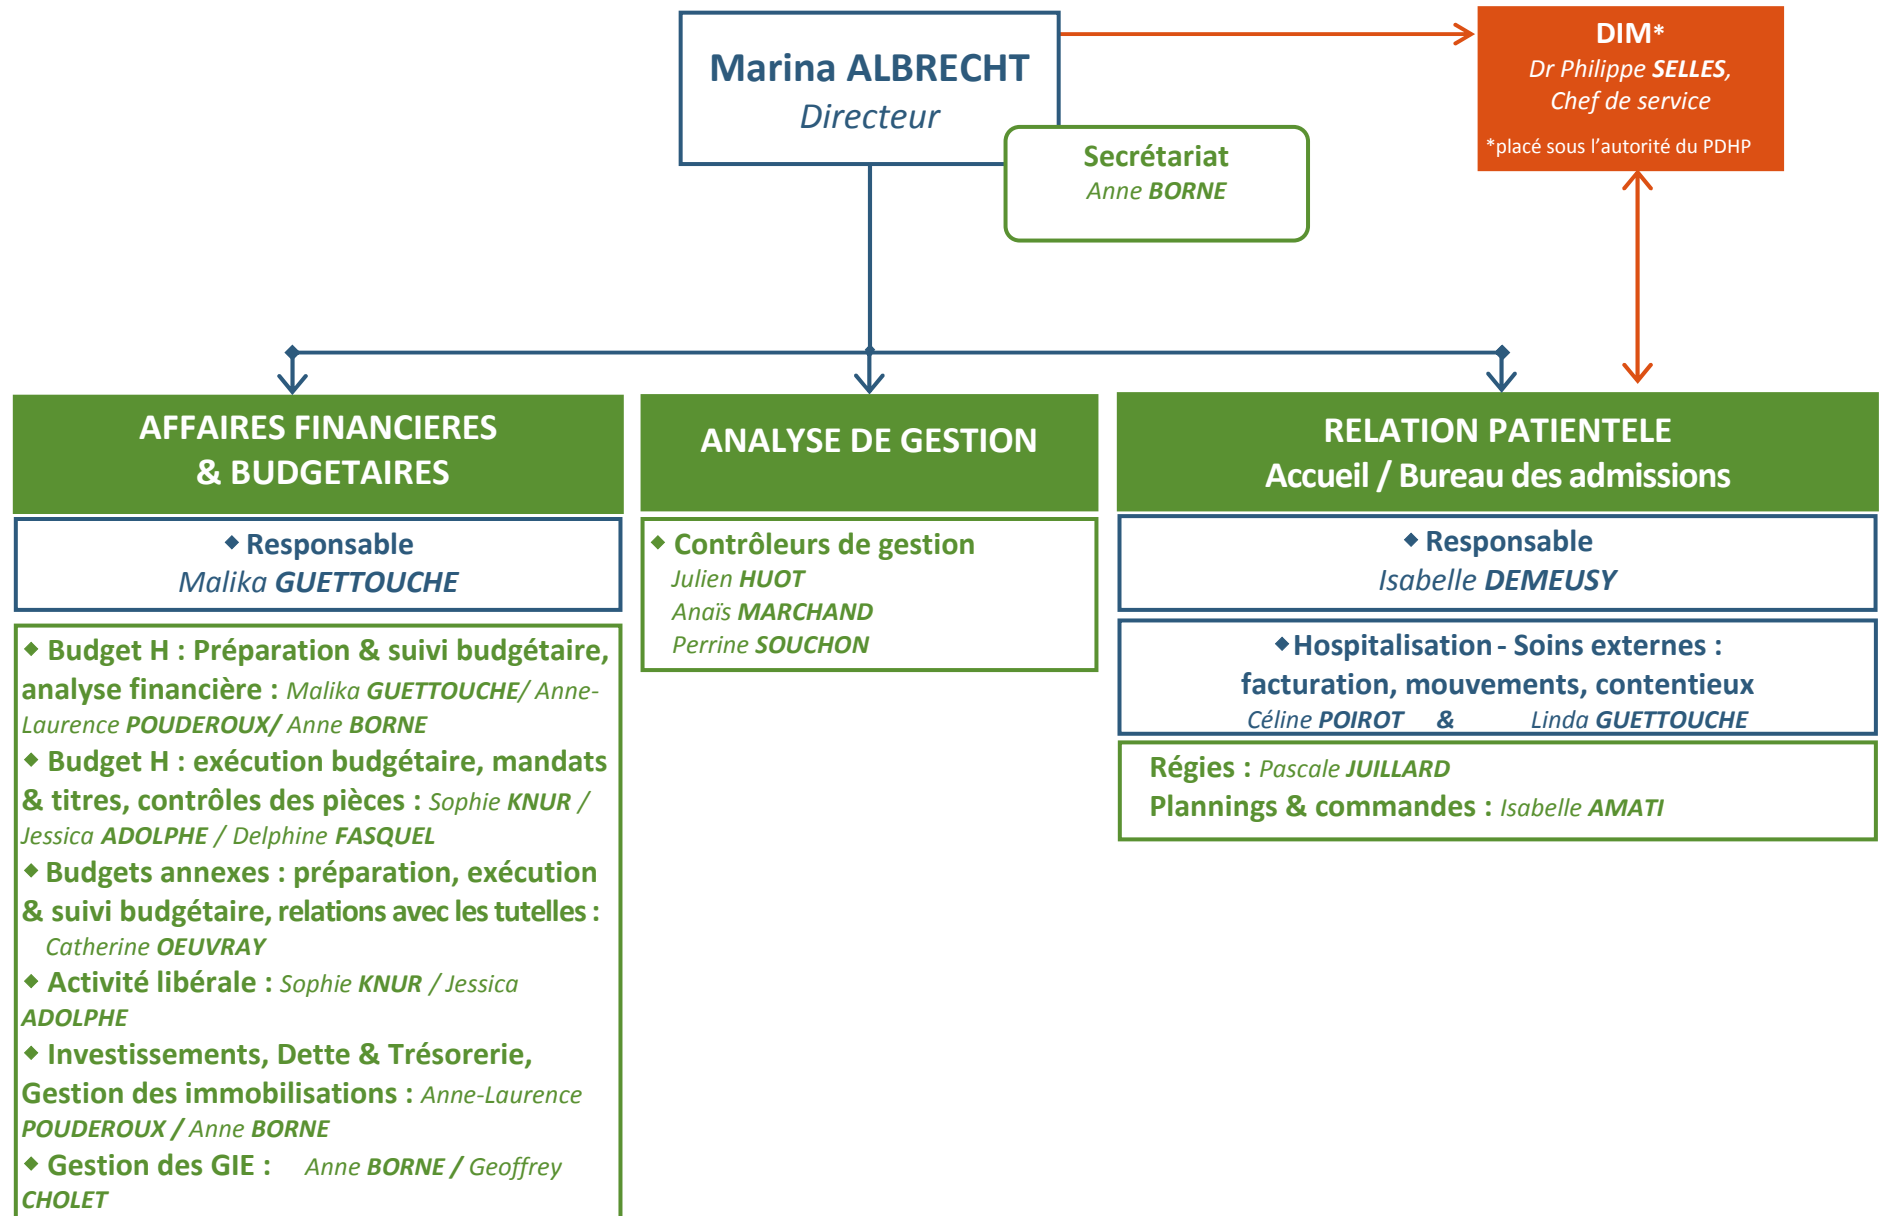 Marina ALBRECHT
Directeur
Secrétariat
Anne BORNE
DIM*
Dr Philippe SELLES,
Chef de service
*placé sous l'autorité du PDHP
AFFAIRES FINANCIERES
& BUDGETAIRES
◆ Responsable
Malika GUETTOUCHE
◆ Budget H : Préparation & suivi budgétaire,
analyse financière : Malika GUETTOUCHE/ Anne-
Laurence POUDEROUX/ Anne BORNE
◆ Budget H : exécution budgétaire, mandats
& titres, contrôles des pièces : Sophie KNUR /
Jessica ADOLPHE / Delphine FASQUEL
◆ Budgets annexes : préparation, exécution
& suivi budgétaire, relations avec les tutelles :
Catherine OEUVRAY
◆ Activité libérale : Sophie KNUR / Jessica
ADOLPHE
◆ Investissements, Dette & Trésorerie,
Gestion des immobilisations : Anne-Laurence
POUDEROUX / Anne BORNE
◆ Gestion des GIE : Anne BORNE / Geoffrey
CHOLET
ANALYSE DE GESTION
◆ Contrôleurs de gestion
Julien HUOT
Anaïs MARCHAND
Perrine SOUCHON
RELATION PATIENTELE
Accueil / Bureau des admissions
◆ Responsable
Isabelle DEMEUSY
◆Hospitalisation - Soins externes :
facturation, mouvements, contentieux
Céline POIROT & Linda GUETTOUCHE
Régies : Pascale JUILLARD
Plannings & commandes : Isabelle AMATI